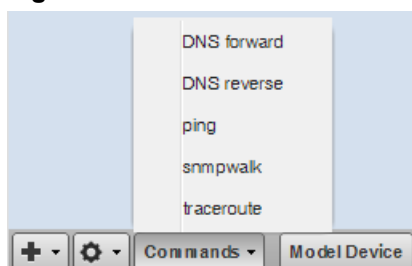 DNS forward
DNS reverse
ping
snmpwalk
traceroute
Commands
Model Device